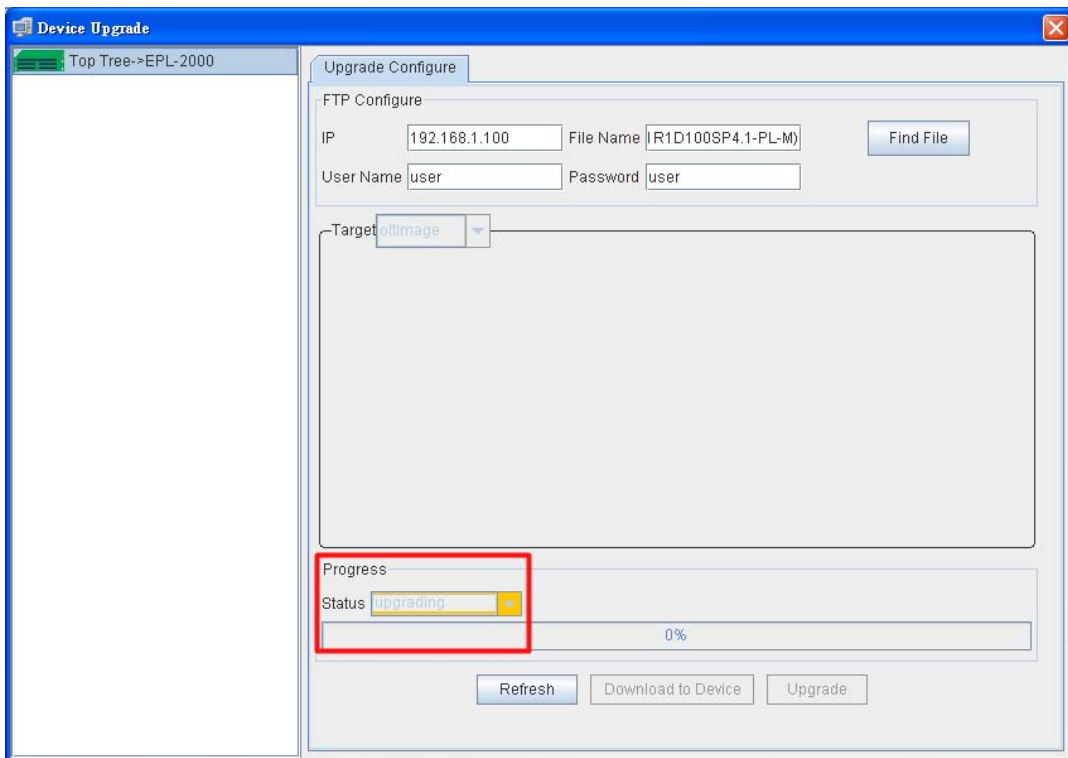 Device Upgrade
Top Tree->EPL-2000
Upgrade Configure
FTP Configure
IP 192.168.1.100 File Name R1D100SP4.1-PL-M) Find File
User Name user Password user
Target oltImage
Progress
Status upgrading
0%
Refresh Download to Device Upgrade